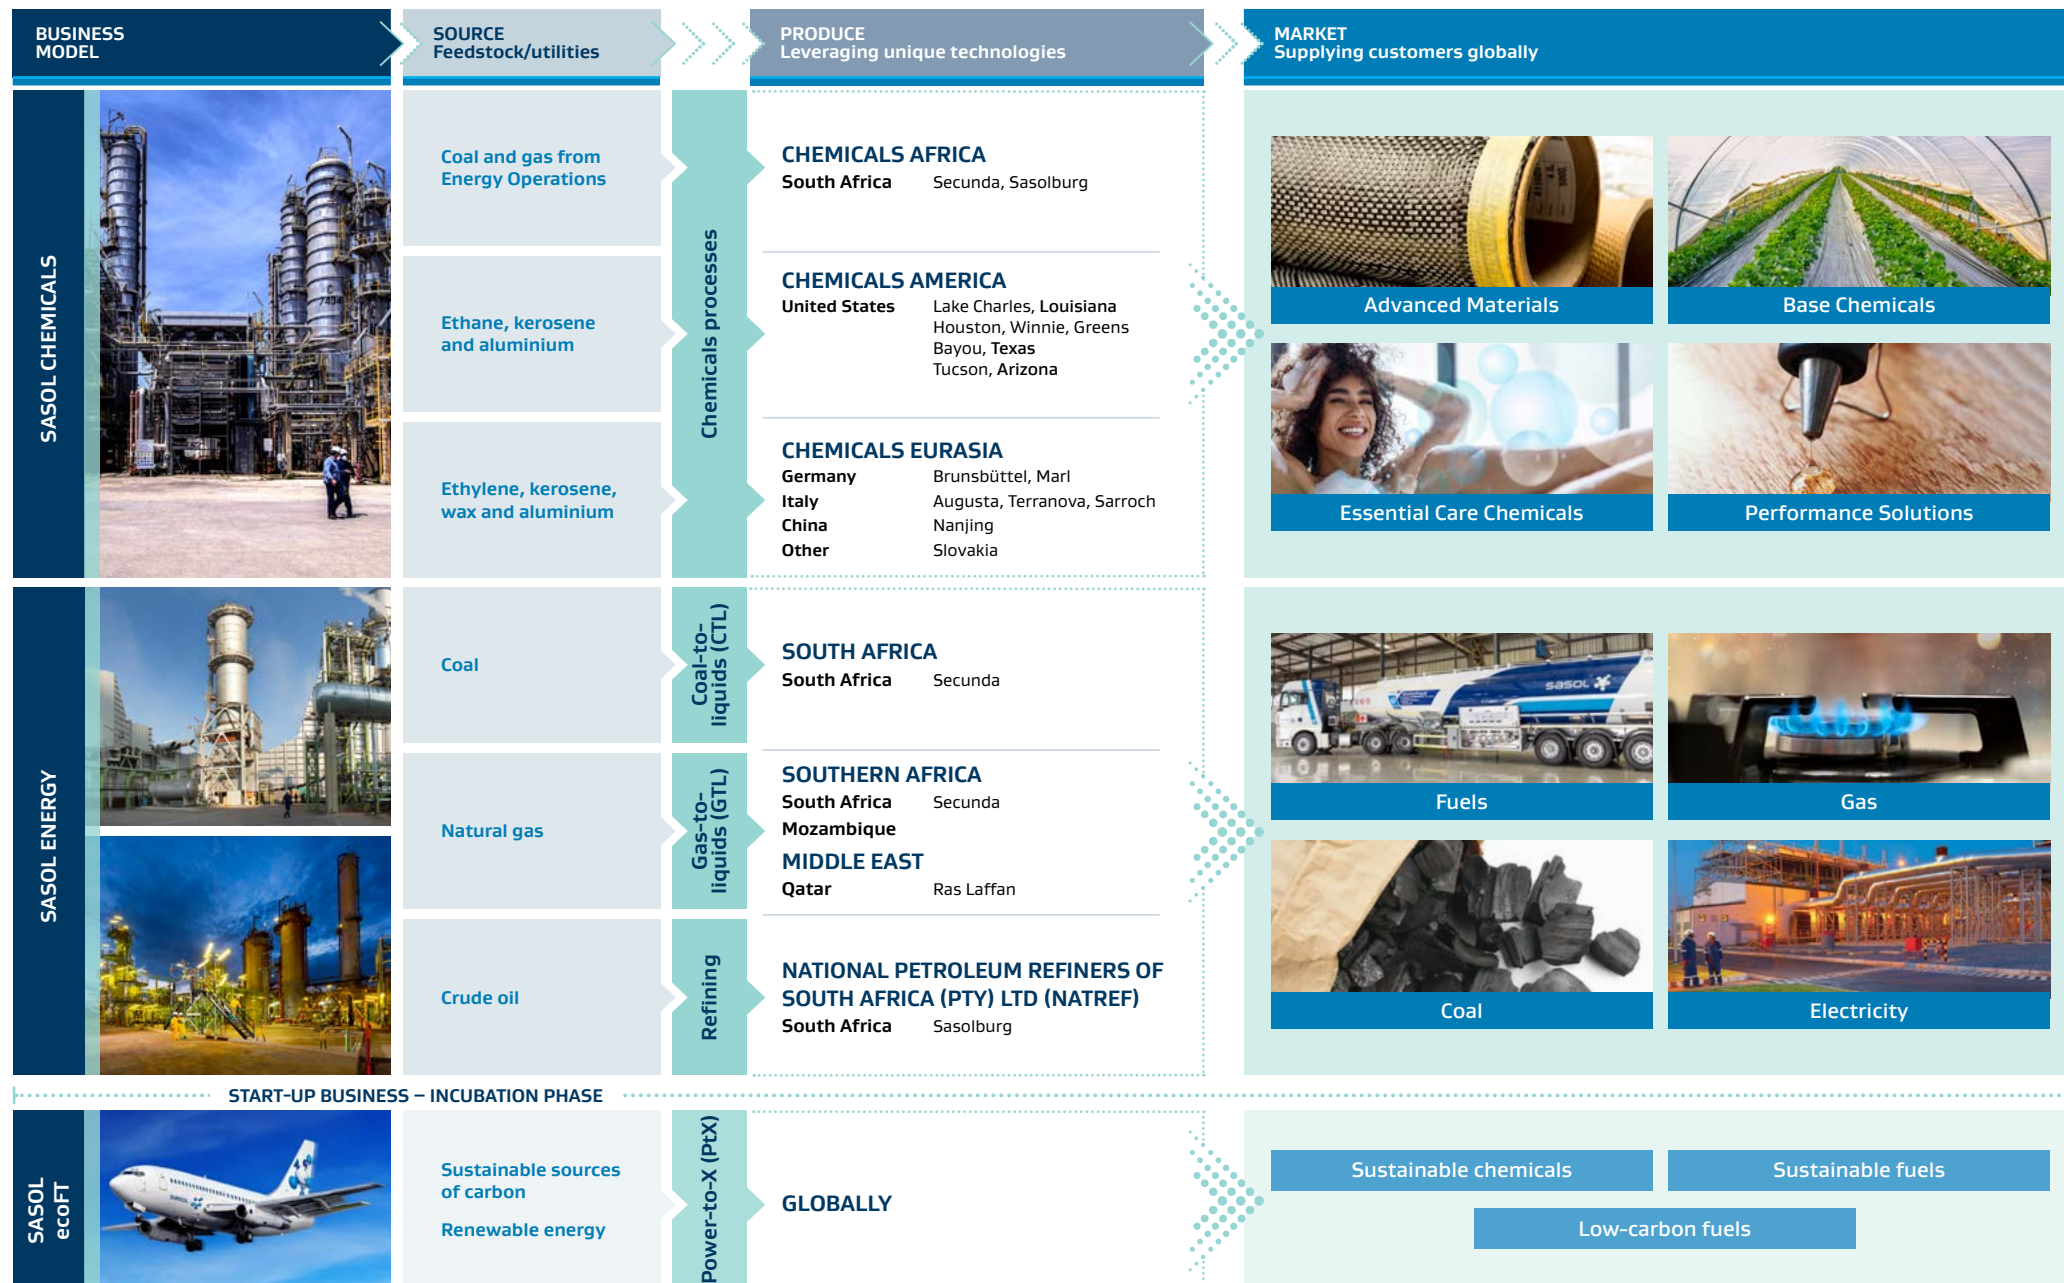 BUSINESS
MODEL
SOURCE
Feedstock/utilities
PRODUCE
Leveraging unique technologies
MARKET
Supplying customers globally
SASOL CHEMICALS
Coal and gas from
Energy Operations
Ethane, kerosene
and aluminium
Ethylene, kerosene,
wax and aluminium
Chemicals processes
CHEMICALS AFRICA
South Africa Secunda, Sasolburg
CHEMICALS AMERICA
United States Lake Charles, Louisiana
Houston, Winnie, Greens
Bayou, Texas
Tucson, Arizona
CHEMICALS EURASIA
Germany Brunsbüttel, Marl
Italy Augusta, Terranova, Sarroch
China Nanjing
Other Slovakia
Advanced Materials
Base Chemicals
Essential Care Chemicals
Performance Solutions
SASOL ENERGY
Coal
Coal-to-
liquids (CTL)
SOUTH AFRICA
South Africa Secunda
Natural gas
Gas-to-
liquids (GTL)
SOUTHERN AFRICA
South Africa Secunda
Mozambique
MIDDLE EAST
Qatar Ras Laffan
Crude oil
Refining
NATIONAL PETROLEUM REFINERS OF
SOUTH AFRICA (PTY) LTD (NATREF)
South Africa Sasolburg
sasol
Fuels
Gas
Coal
Electricity
START-UP BUSINESS – INCUBATION PHASE
SASOL
ecoFT
Sustainable sources
of carbon
Renewable energy
Power-to-X (PtX)
GLOBALLY
Sustainable chemicals
Sustainable fuels
Low-carbon fuels